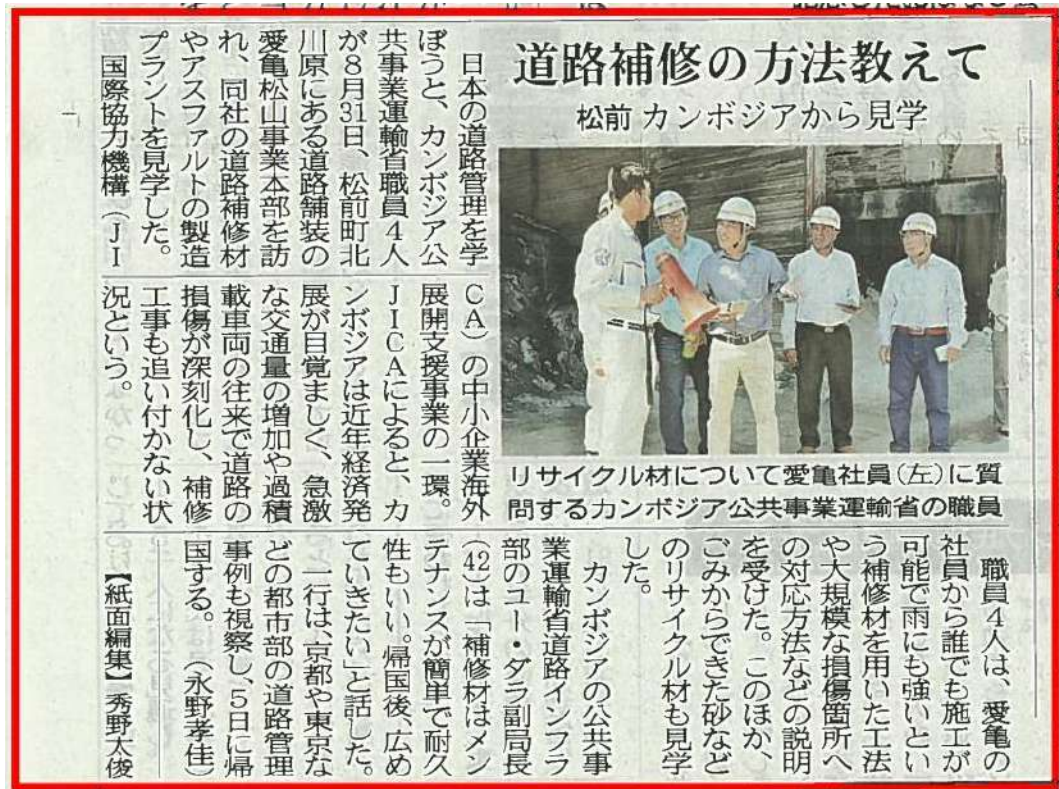 道路補修の方法教えて
松前 カンボジアから見学
リサイクル材について愛亀社員(左)に質
問するカンボジア公共事業運輸省の職員
日本の道路管理を学
ぼうと、カンボジア公
共事業運輸省職員4人
が8月31日、松前町北
川原にある道路舗装の
愛亀松山事業本部を訪
れ、同社の道路補修材
やアスファルトの製造
プラントを見学した。
国際協力機構(JI
CA)の中小企業海外
展開支援事業の一環。
JICAによると、カ
ンボジアは近年経済発
展が目覚ましく、急激
な交通量の増加や過積
載車両の往来で道路の
損傷が深刻化し、補修
工事も追い付かない状
況という。
職員4人は、愛亀の
社員から誰でも施工が
可能で雨にも強いとい
う補修材を用いた工法
や大規模な損傷箇所へ
の対応方法などの説明
を受けた。このほか、
ごみからできた砂など
のリサイクル材も見学
した。
カンボジアの公共事
業運輸省道路インフラ
部のユー・ダラ副局長
(42)は「補修材はメン
テナンスが簡単で耐久
性もいい。帰国後、広め
ていきたい」と話した。
一行は、京都や東京な
どの都市部の道路管理
事例も視察し、5日に帰
国する。(永野孝佳)
【紙面編集】秀野太俊